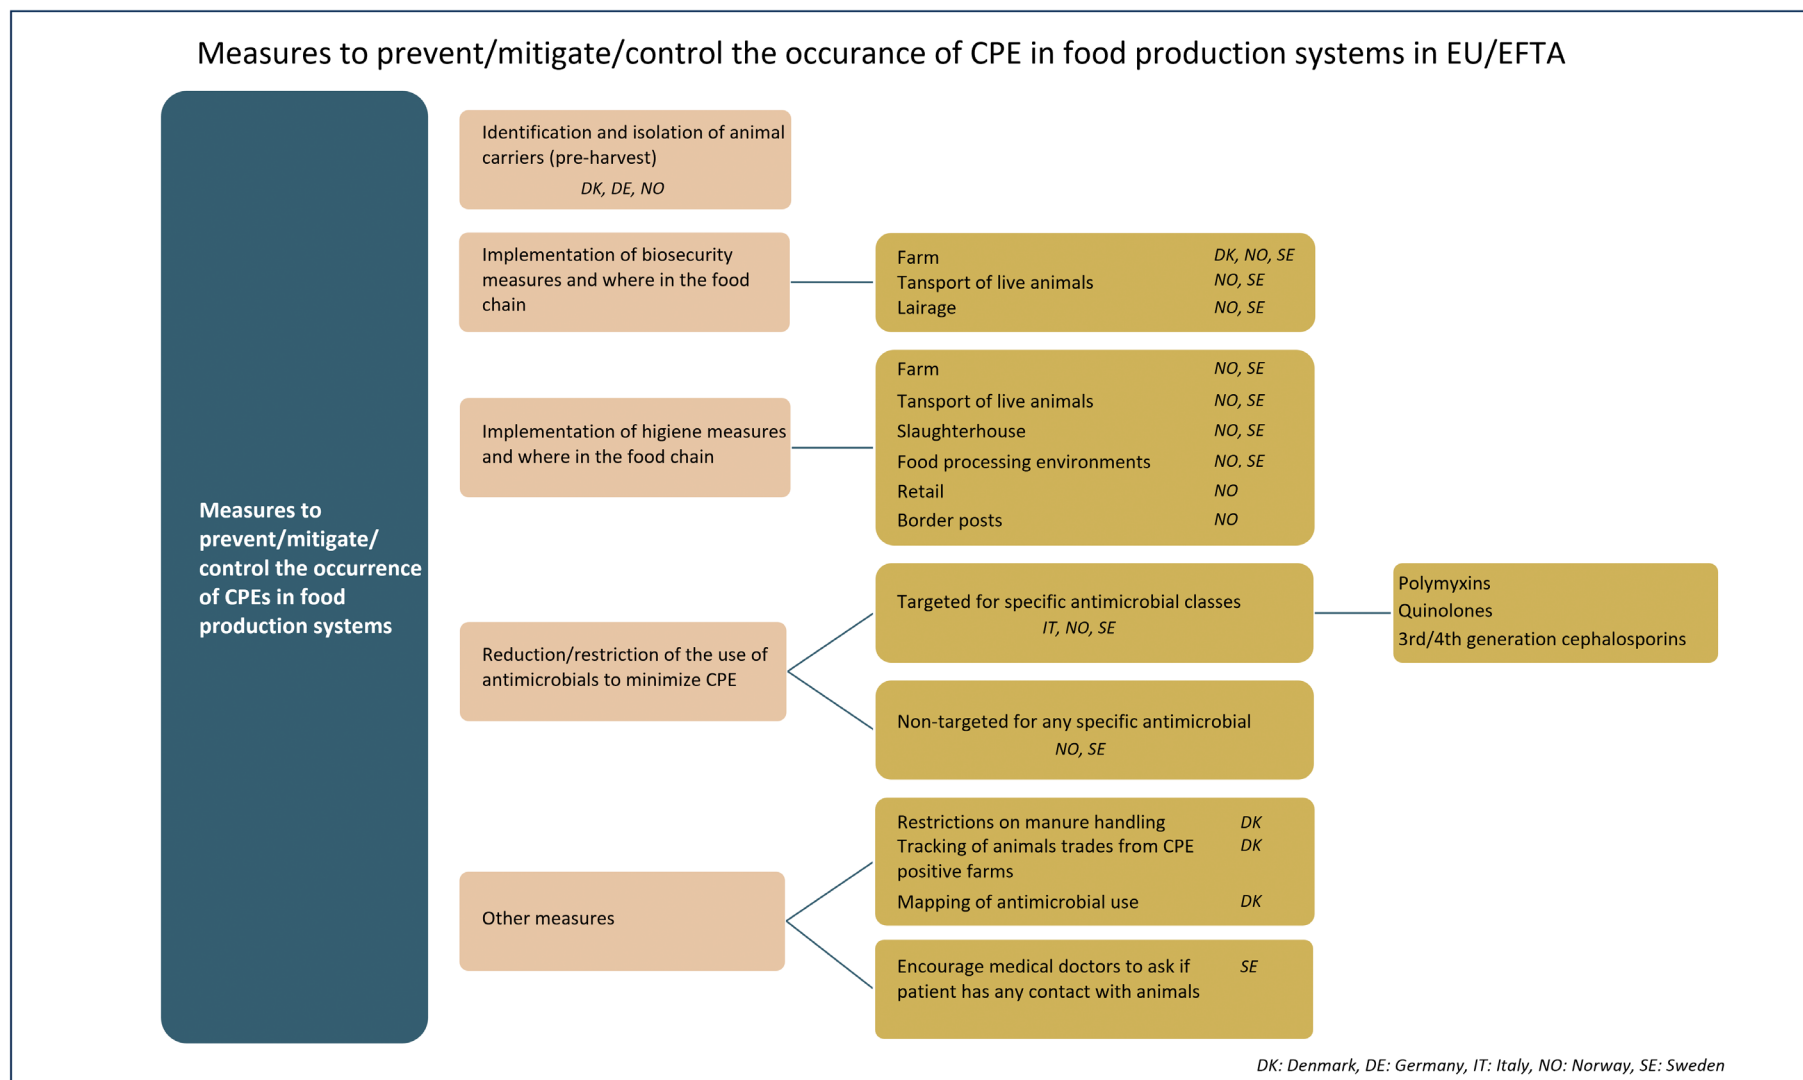 Measures to prevent/mitigate/control the occurance of CPE in food production systems in EU/EFTA
Measures to
prevent/mitigate/
control the occurrence
of CPEs in food
production systems
Identification and isolation of animal
carriers (pre-harvest)
DK, DE, NO
Implementation of biosecurity
measures and where in the food
chain
Farm DK, NO, SE
Tansport of live animals NO, SE
Lairage NO, SE
Implementation of higiene measures
and where in the food chain
Farm NO, SE
Tansport of live animals NO, SE
Slaughterhouse NO, SE
Food processing environments NO. SE
Retail NO
Border posts NO
Reduction/restriction of the use of
antimicrobials to minimize CPE
Targeted for specific antimicrobial classes
IT, NO, SE
Polymyxins
Quinolones
3rd/4th generation cephalosporins
Non-targeted for any specific antimicrobial
NO, SE
Other measures
Restrictions on manure handling DK
Tracking of animals trades from CPE DK
positive farms
Mapping of antimicrobial use DK
Encourage medical doctors to ask if SE
patient has any contact with animals
DK: Denmark, DE: Germany, IT: Italy, NO: Norway, SE: Sweden